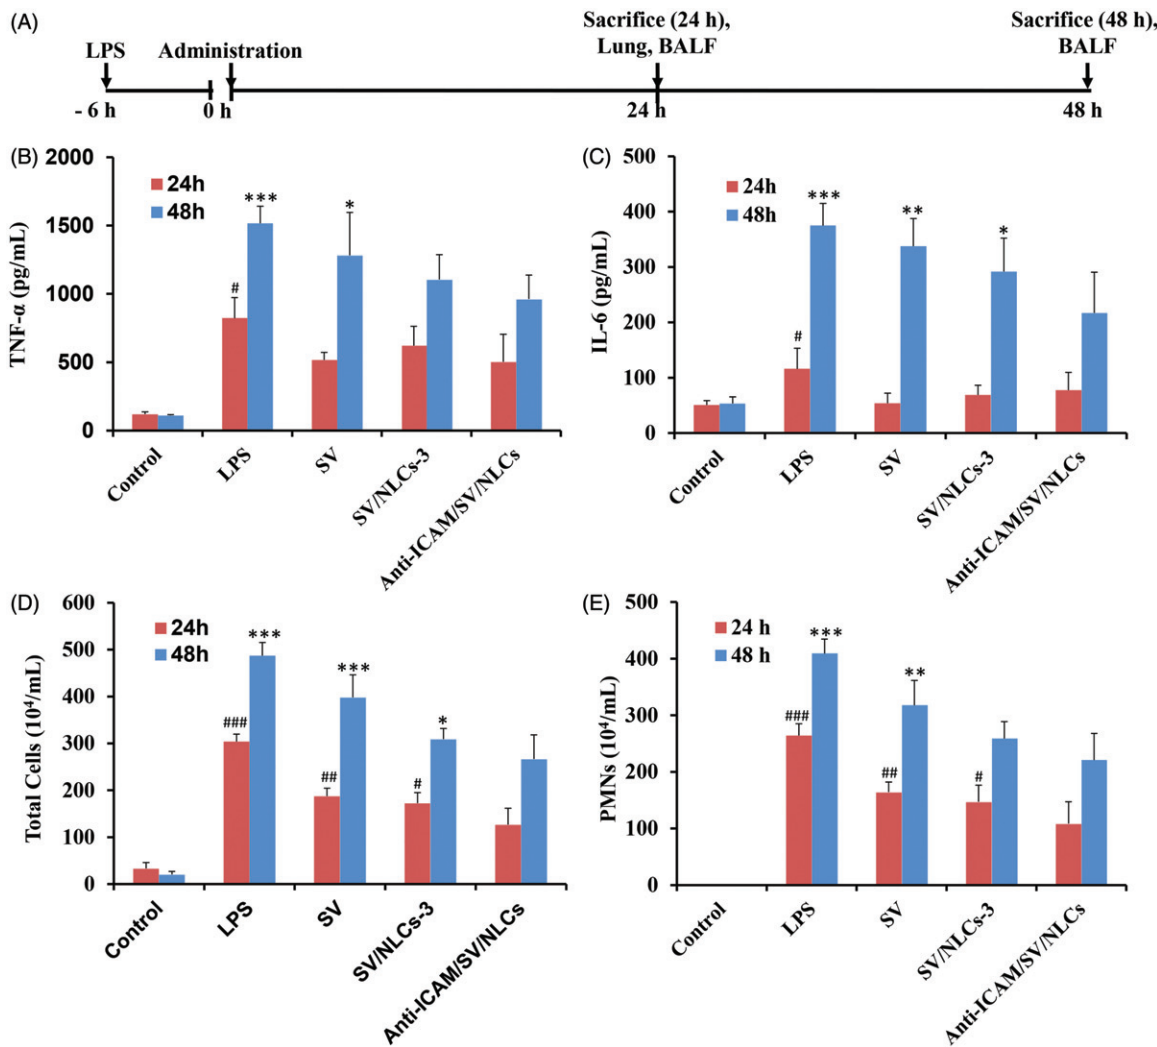 (A)
Sacrifice (24 h),
Lung, BALF
Sacrifice (48 h),
BALF
LPS
Administration
- 6 h
0 h
24 h
48 h
(B)
2000
1500
1000
500
0
TNF-α (pg/mL)
24h
48h
#
***
*
Control
LPS
SV
SV/NLCs-3
Anti-ICAM/SV/NLCs
(C)
500
400
300
200
100
0
IL-6 (pg/mL)
24h
48h
#
***
**
*
Control
LPS
SV
SV/NLCs-3
Anti-ICAM/SV/NLCs
(D)
600
500
400
300
200
100
0
Total Cells (10⁴/mL)
24h
48h
###
***
##
***
#
*
Control
LPS
SV
SV/NLCs-3
Anti-ICAM/SV/NLCs
(E)
500
400
300
200
100
0
PMNs (10⁴/mL)
24 h
48 h
###
***
##
**
#
Control
LPS
SV
SV/NLCs-3
Anti-ICAM/SV/NLCs